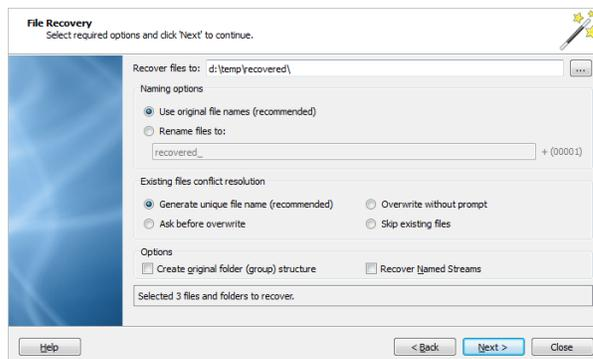 File Recovery
Select required options and click 'Next' to continue.
Recover files to: d:\temp\recovered\ ...
Naming options
Use original file names (recommended)
Rename files to:
recovered_ + (00001)
Existing files conflict resolution
Generate unique file name (recommended) Overwrite without prompt
Ask before overwrite Skip existing files
Options
Create original folder (group) structure Recover Named Streams
Selected 3 files and folders to recover.
Help < Back Next > Close